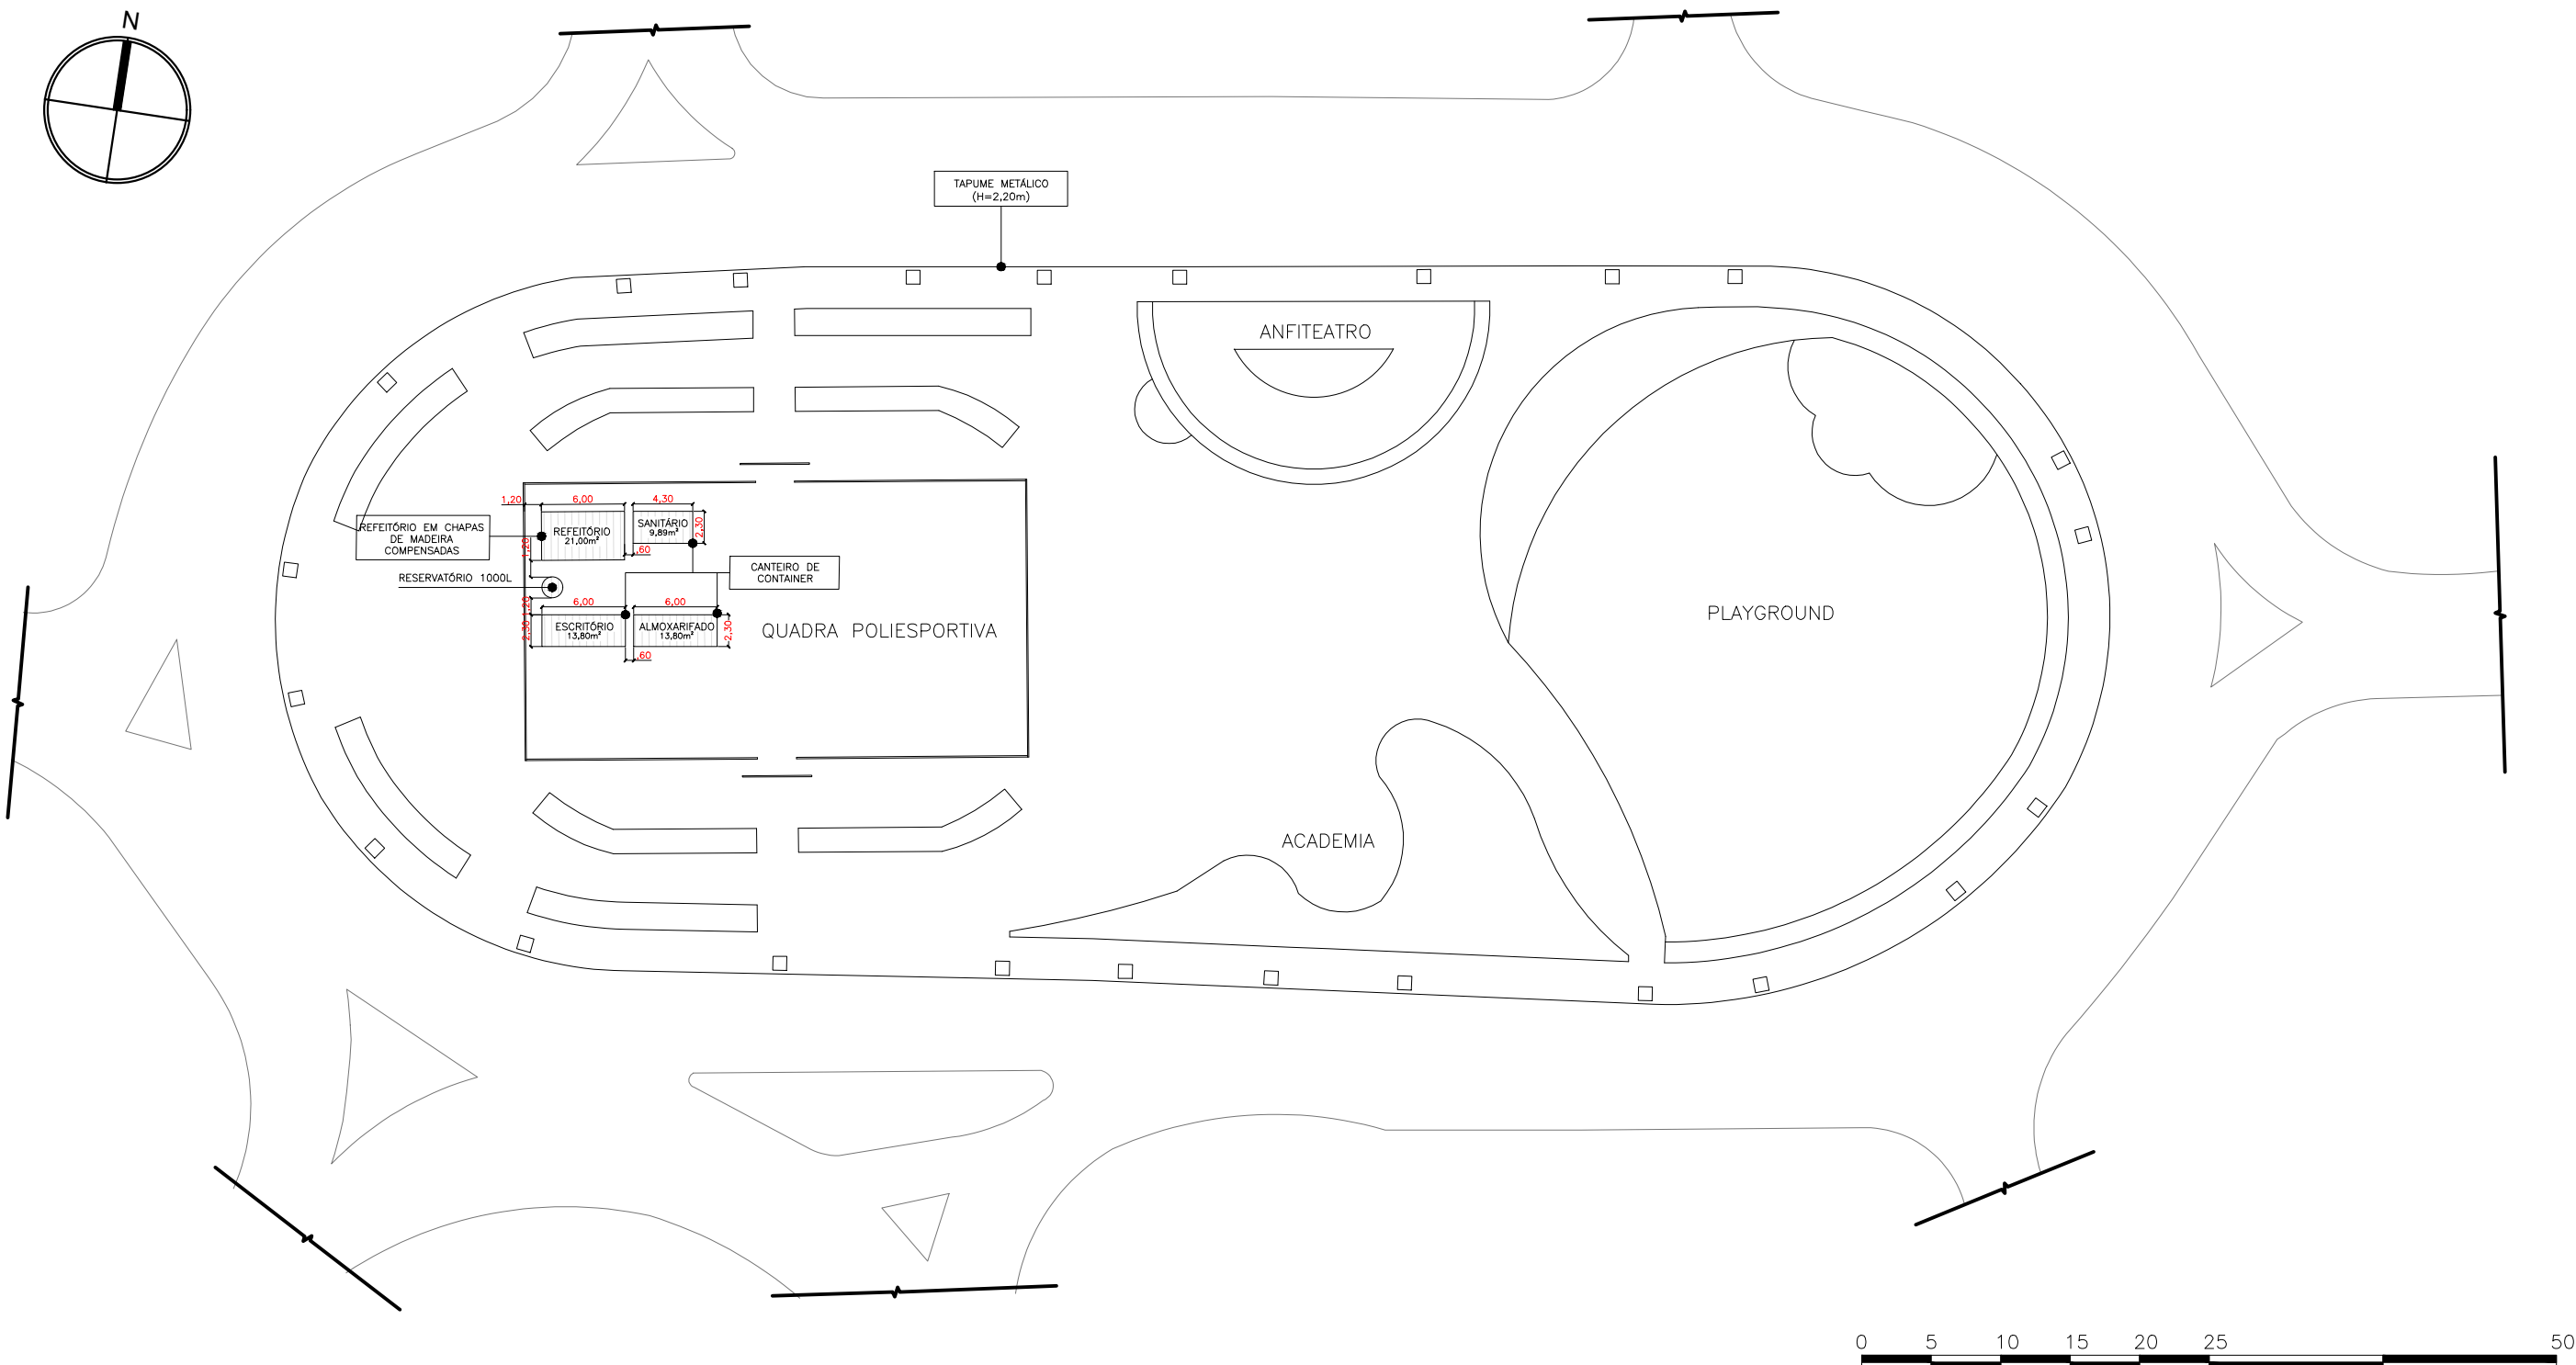 N
TAPUME METÁLICO
(H=2,20m)
ANFITEATRO
1,20
6,00
4,30
REFEITÓRIO EM CHAPAS
DE MADEIRA
COMPENSADAS
REFEITÓRIO
21,00m²
SANITÁRIO
9,89m²
2,30
1,20
,60
CANTEIRO DE
CONTAINER
RESERVATÓRIO 1000L
1,20
6,00
6,00
2,30
ESCRITÓRIO
13,80m²
ALMOXARIFADO
13,80m²
2,30
,60
QUADRA POLIESPORTIVA
PLAYGROUND
ACADEMIA
0 5 10 15 20 25 50